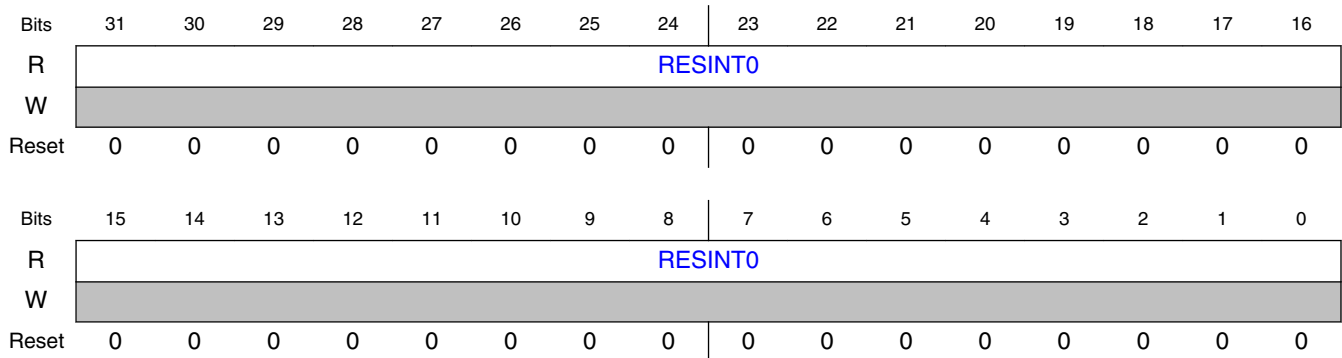 Bits 31 30 29 28 27 26 25 24 23 22 21 20 19 18 17 16
R RESINT0
W
Reset 0 0 0 0 0 0 0 0 0 0 0 0 0 0 0 0
Bits 15 14 13 12 11 10 9 8 7 6 5 4 3 2 1 0
R RESINT0
W
Reset 0 0 0 0 0 0 0 0 0 0 0 0 0 0 0 0